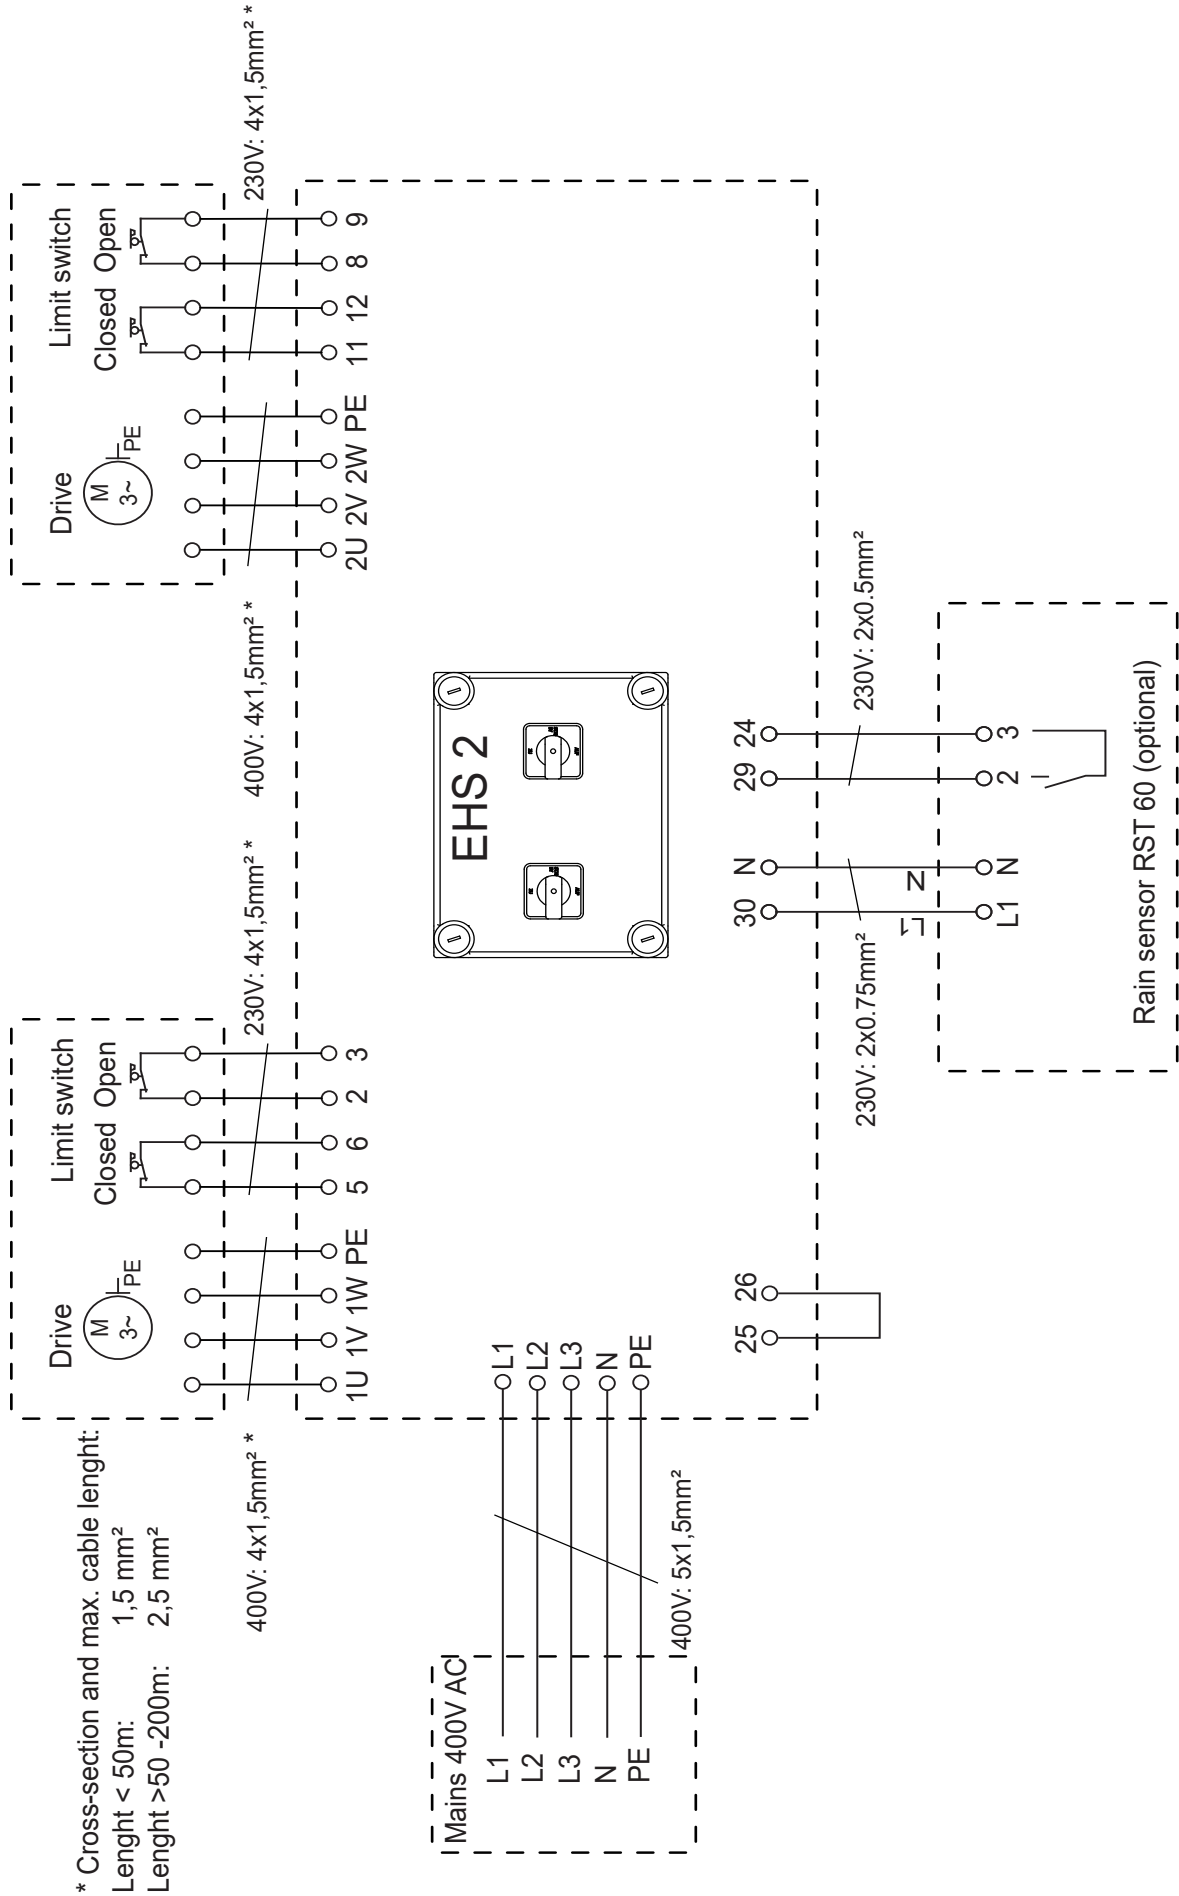 * Cross-section and max. cable lenght:
Lenght < 50m: 1,5 mm²
Lenght >50 -200m: 2,5 mm²
Drive
M
3~
PE
Limit switch
Closed Open
Drive
M
3~
PE
Limit switch
Closed Open
400V: 4x1,5mm² *
230V: 4x1,5mm² *
400V: 4x1,5mm² *
230V: 4x1,5mm² *
1U 1V 1W PE 5 6 2 3
2U 2V 2W PE 11 12 8 9
Mains 400V AC
L1
L2
L3
N
PE
400V: 5x1,5mm²
L1
L2
L3
N
PE
EHS 2
25 26
30 N 29 24
230V: 2x0.75mm²
230V: 2x0.5mm²
L1
N
L1 N 2 3
Rain sensor RST 60 (optional)